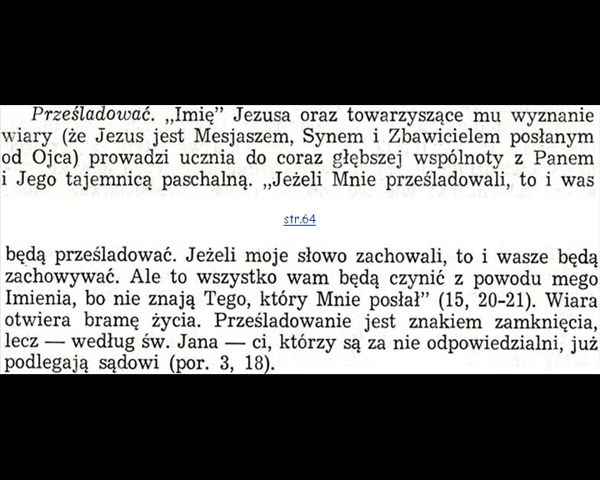 Prześladować. „Imię” Jezusa oraz towarzyszące mu wyznanie
wiary (że Jezus jest Mesjaszem, Synem i Zbawicielem posłanym
od Ojca) prowadzi ucznia do coraz głębszej wspólnoty z Panem
i Jego tajemnicą paschalną. „Jeżeli Mnie prześladowali, to i was
str.64
będą prześladować. Jeżeli moje słowo zachowali, to i wasze będą
zachowywać. Ale to wszystko wam będą czynić z powodu mego
Imienia, bo nie znają Tego, który Mnie posłał” (15, 20-21). Wiara
otwiera bramę życia. Prześladowanie jest znakiem zamknięcia,
lecz — według św. Jana — ci, którzy są za nie odpowiedzialni, już
podlegają sądowi (por. 3, 18).